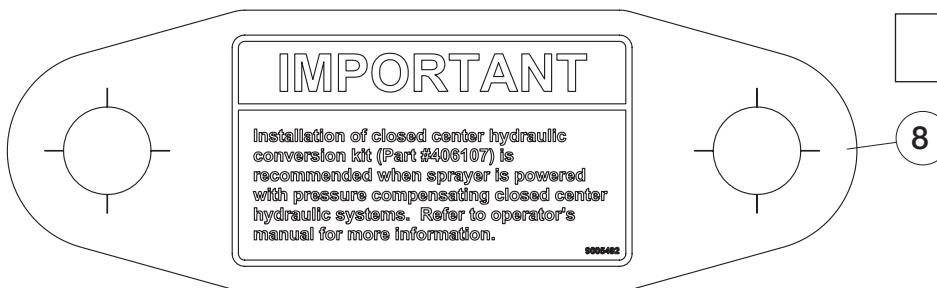 IMPORTANT
Installation of closed center hydraulic
conversion kit (Part #406107) is
recommended when sprayer is powered
with pressure compensating closed center
hydraulic systems.  Refer to operator's
manual for more information.
9005492
8